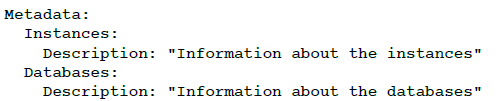 Metadata:
  Instances:
    Description: "Information about the instances"
  Databases:
    Description: "Information about the databases"